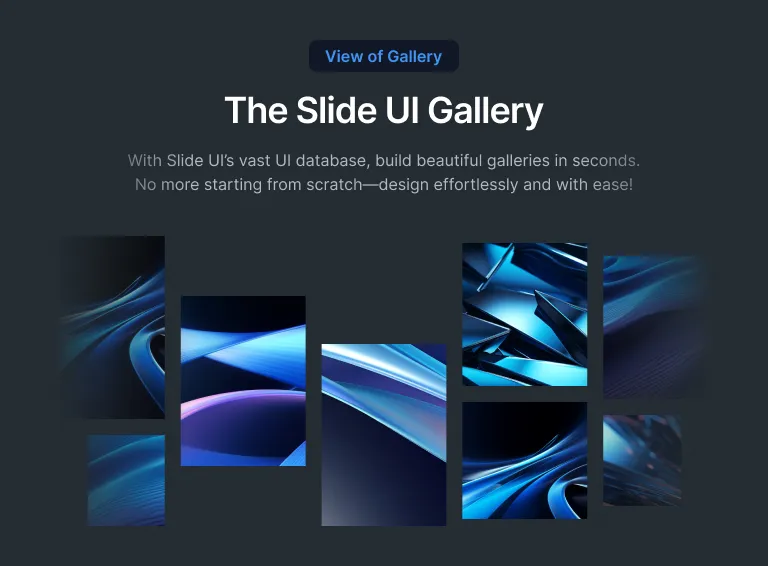 View of Gallery
The Slide UI Gallery
With Slide UI’s vast UI database, build beautiful galleries in seconds.
No more starting from scratch—design effortlessly and with ease!